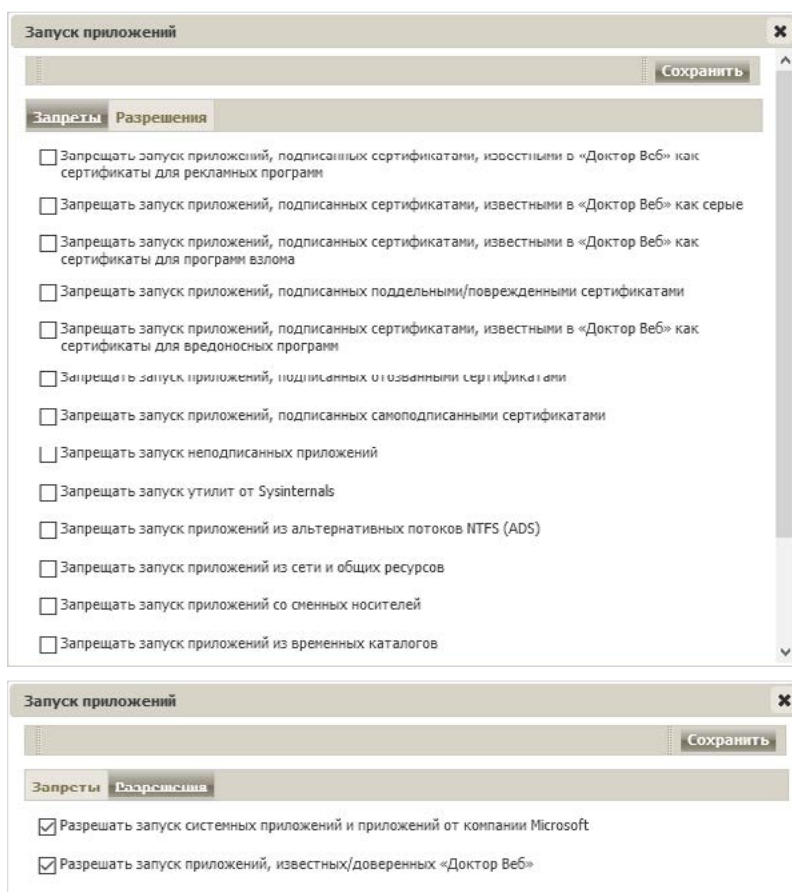 Запуск приложений
Сохранить
Запреты Разрешения
Запрещать запуск приложений, подписанных сертификатами, известными в «Доктор Веб» как
сертификаты для рекламных программ
Запрещать запуск приложений, подписанных сертификатами, известными в «Доктор Веб» как серые
Запрещать запуск приложений, подписанных сертификатами, известными в «Доктор Веб» как
сертификаты для программ взлома
Запрещать запуск приложений, подписанных поддельными/поврежденными сертификатами
Запрещать запуск приложений, подписанных сертификатами, известными в «Доктор Веб» как
сертификаты для вредоносных программ
Запрещать запуск приложений, подписанных отозванными сертификатами
Запрещать запуск приложений, подписанных самоподписанными сертификатами
Запрещать запуск неподписанных приложений
Запрещать запуск утилит от Sysinternals
Запрещать запуск приложений из альтернативных потоков NTFS (ADS)
Запрещать запуск приложений из сети и общих ресурсов
Запрещать запуск приложений со сменных носителей
Запрещать запуск приложений из временных каталогов
Запуск приложений
Сохранить
Запреты Разрешения
Разрешать запуск системных приложений и приложений от компании Microsoft
Разрешать запуск приложений, известных/доверенных «Доктор Веб»